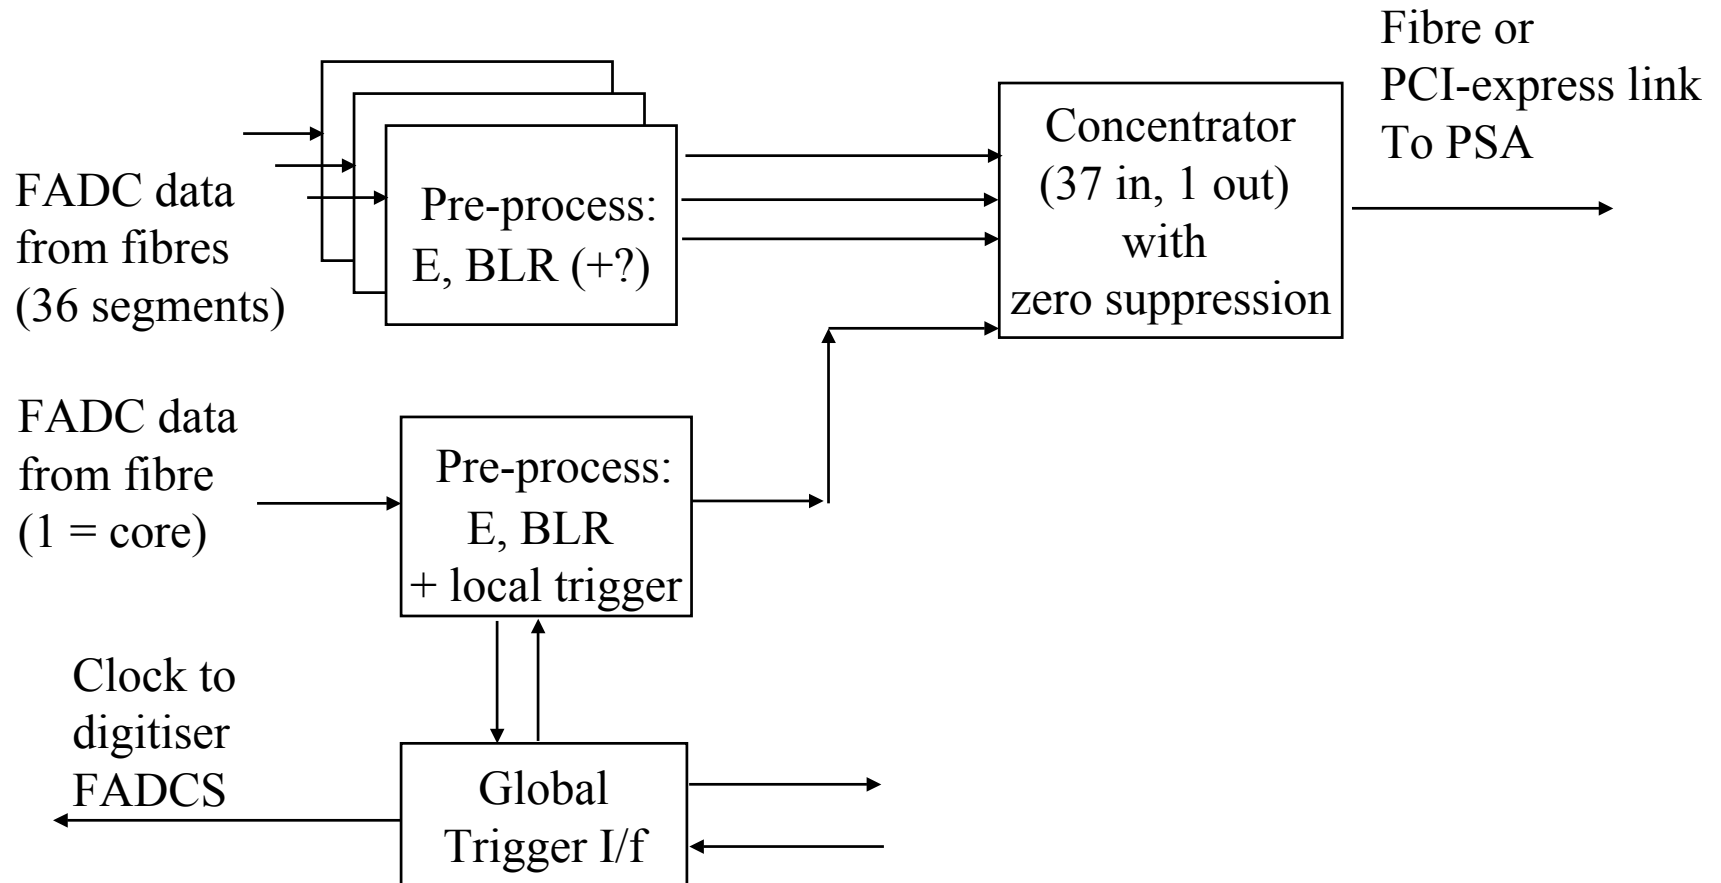 Fibre or
PCI-express link
To PSA
Concentrator
(37 in, 1 out)
with
zero suppression
FADC data
from fibres
(36 segments)
Pre-process:
E, BLR (+?)
FADC data
from fibre
(1 = core)
Pre-process:
E, BLR
+ local trigger
Clock to
digitiser
FADCS
Global
Trigger I/f